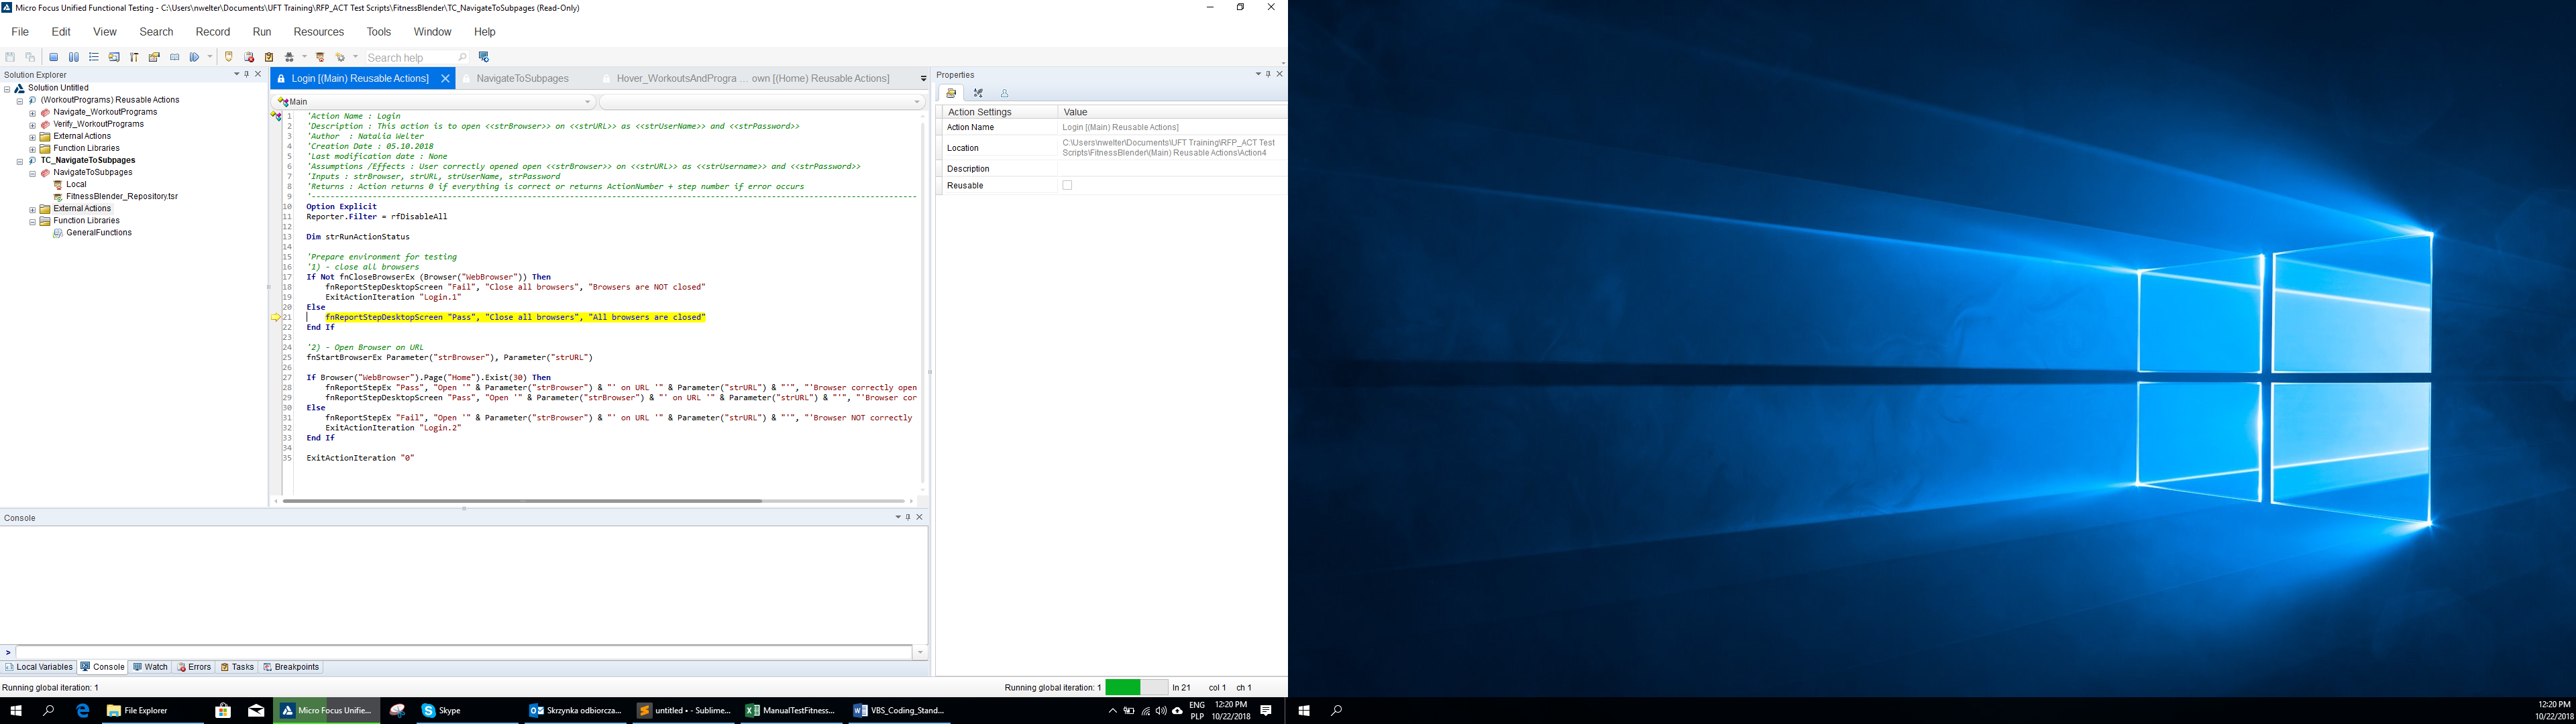 Micro Focus Unified Functional Testing - C:\Users\nwelter\Documents\UFT Training\RFP_ACT Test Scripts\FitnessBlender\TC_NavigateToSubpages (Read-Only)
File Edit View Search Record Run Resources Tools Window Help
Search help
Solution Explorer
Solution Untitled
(WorkoutPrograms) Reusable Actions
Navigate_WorkoutPrograms
Verify_WorkoutPrograms
External Actions
Function Libraries
TC_NavigateToSubpages
NavigateToSubpages
Local
FitnessBlender_Repository.tsr
External Actions
Function Libraries
GeneralFunctions
Login [(Main) Reusable Actions] NavigateToSubpages Hover_WorkoutsAndProgra ... own [(Home) Reusable Actions]
Main
1 'Action Name : Login
2 'Description : This action is to open <<strBrowser>> on <<strURL>> as <<strUserName>> and <<strPassword>>
3 'Author  : Natalia Welter
4 'Creation Date : 05.10.2018
5 'Last modification date : None
6 'Assumptions /Effects : User correctly opened open <<strBrowser>> on <<strURL>> as <<strUsername>> and <<strPassword>>
7 'Inputs : strBrowser, strURL, strUserName, strPassword
8 'Returns : Action returns 0 if everything is correct or returns ActionNumber + step number if error occurs
9 '--------------------------------------------------------------------------------
10 Option Explicit
11 Reporter.Filter = rfDisableAll
12
13 Dim strRunActionStatus
14
15 'Prepare environment for testing
16 '1) - close all browsers
17 If Not fnCloseBrowserEx (Browser("WebBrowser")) Then
18 fnReportStepDesktopScreen "Fail", "Close all browsers", "Browsers are NOT closed"
19 ExitActionIteration "Login.1"
20 Else
21 fnReportStepDesktopScreen "Pass", "Close all browsers", "All browsers are closed"
22 End If
23
24 '2) - Open Browser on URL
25 fnStartBrowserEx Parameter("strBrowser"), Parameter("strURL")
26
27 If Browser("WebBrowser").Page("Home").Exist(30) Then
28 fnReportStepEx "Pass", "Open '" & Parameter("strBrowser") & "' on URL '" & Parameter("strURL") & "'", "'Browser correctly open
29 fnReportStepDesktopScreen "Pass", "Open '" & Parameter("strBrowser") & "' on URL '" & Parameter("strURL") & "'", "'Browser cor
30 Else
31 fnReportStepEx "Fail", "Open '" & Parameter("strBrowser") & "' on URL '" & Parameter("strURL") & "'", "'Browser NOT correctly
32 ExitActionIteration "Login.2"
33 End If
34
35 ExitActionIteration "0"
Properties
Action Settings Value
Action Name Login [(Main) Reusable Actions]
Location C:\Users\nwelter\Documents\UFT Training\RFP_ACT Test
Scripts\FitnessBlender\(Main) Reusable Actions\Action4
Description
Reusable
Console
>
Local Variables Console Watch Errors Tasks Breakpoints
Running global iteration: 1 Running global iteration: 1 ln 21 col 1 ch 1
File Explorer Micro Focus Unifie... Skype Skrzynka odbiorcza... untitled • - Sublime... ManualTestFitness... VBS_Coding_Stand...
ENG
PLP
12:20 PM
10/22/2018
12:20 PM
10/22/2018